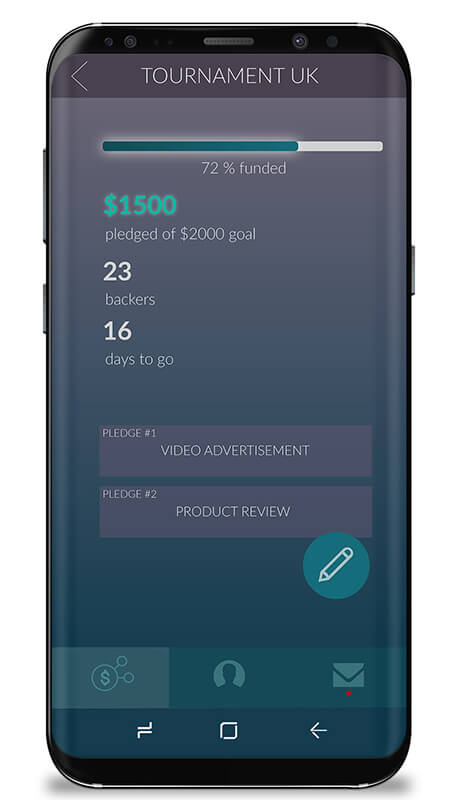 TOURNAMENT UK
72 % funded
$1500
pledged of $2000 goal
23
backers
16
days to go
PLEDGE #1
VIDEO ADVERTISEMENT
PLEDGE #2
PRODUCT REVIEW
$